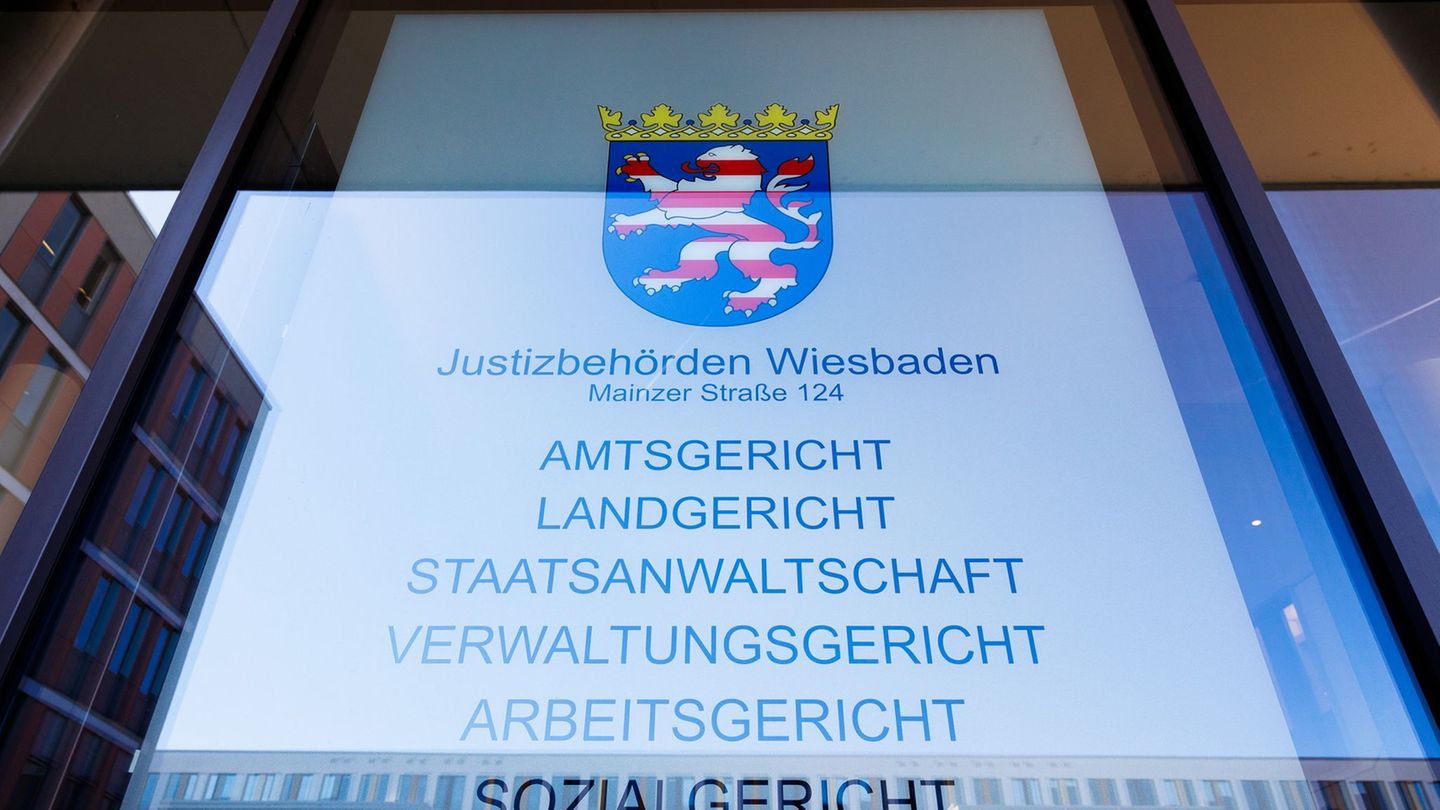 Justizbehörden Wiesbaden
Mainzer Straße 124
AMTSGERICHT
LANDGERICHT
STAATSANWALTSCHAFT
VERWALTUNGSGERICHT
ARBEITSGERICHT
SOZIALGERICHT